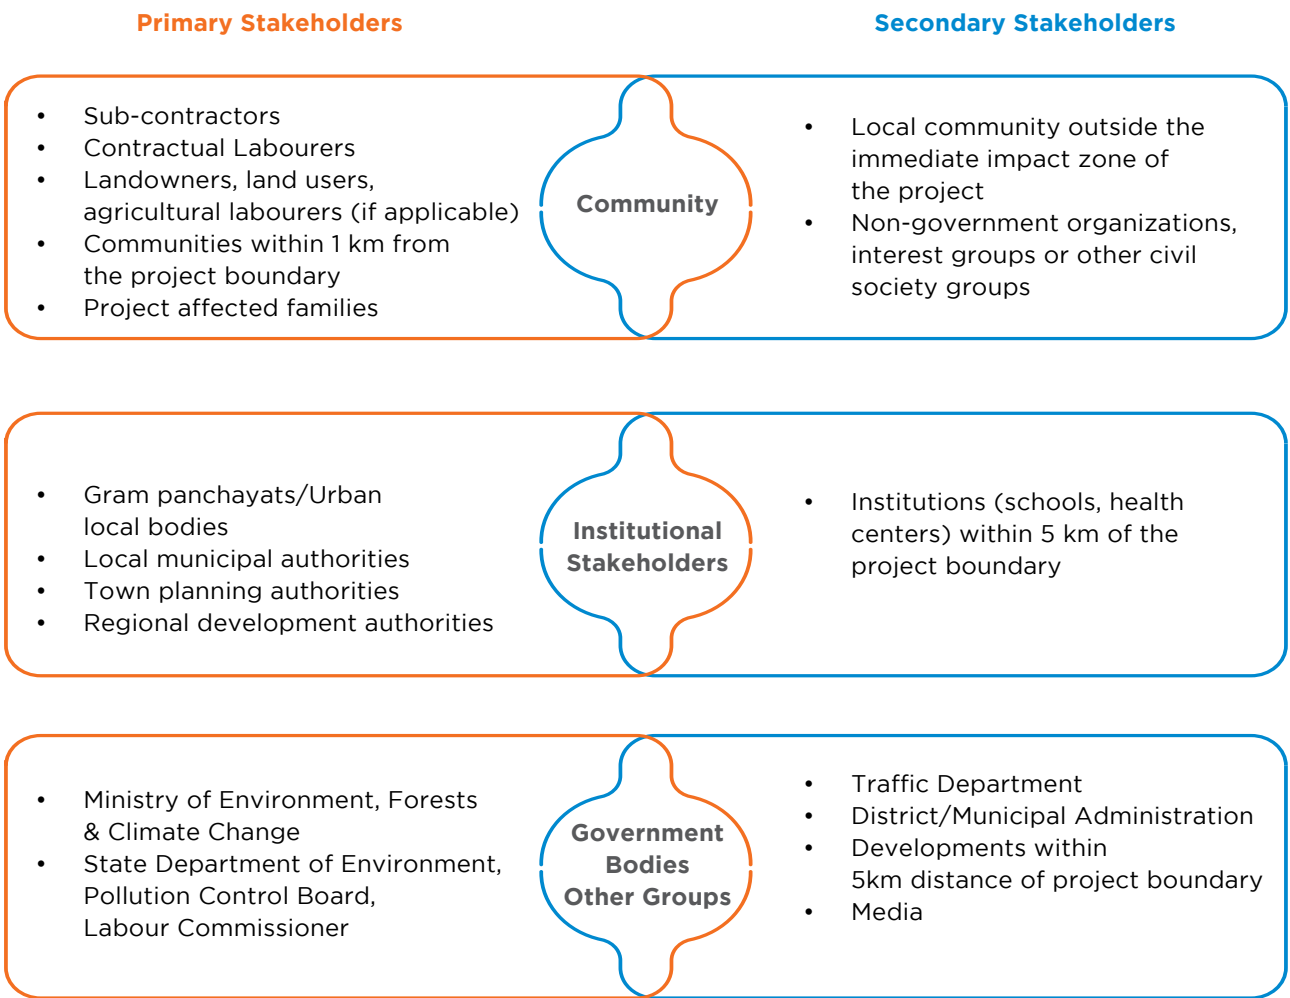 Primary Stakeholders
Secondary Stakeholders
• Sub-contractors
• Contractual Labourers
• Landowners, land users,
agricultural labourers (if applicable)
• Communities within 1 km from
the project boundary
• Project affected families
Community
• Local community outside the
immediate impact zone of
the project
• Non-government organizations,
interest groups or other civil
society groups
• Gram panchayats/Urban
local bodies
• Local municipal authorities
• Town planning authorities
• Regional development authorities
Institutional
Stakeholders
• Institutions (schools, health
centers) within 5 km of the
project boundary
• Ministry of Environment, Forests
& Climate Change
• State Department of Environment,
Pollution Control Board,
Labour Commissioner
Government
Bodies
Other Groups
• Traffic Department
• District/Municipal Administration
• Developments within
5km distance of project boundary
• Media